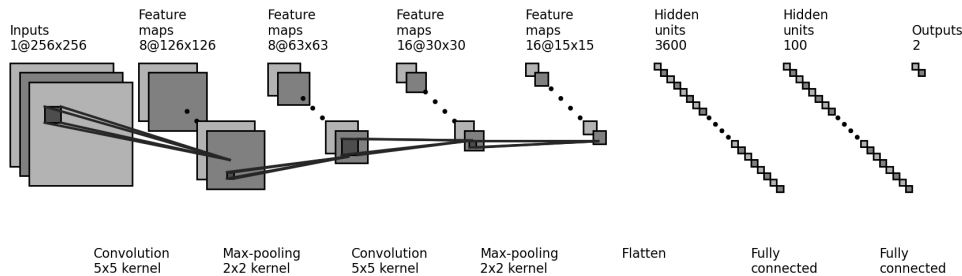 Inputs
1@256x256
Feature
maps
8@126x126
Feature
maps
8@63x63
Feature
maps
16@30x30
Feature
maps
16@15x15
Hidden
units
3600
Hidden
units
100
Outputs
2
Convolution
5x5 kernel
Max-pooling
2x2 kernel
Convolution
5x5 kernel
Max-pooling
2x2 kernel
Flatten
Fully
connected
Fully
connected